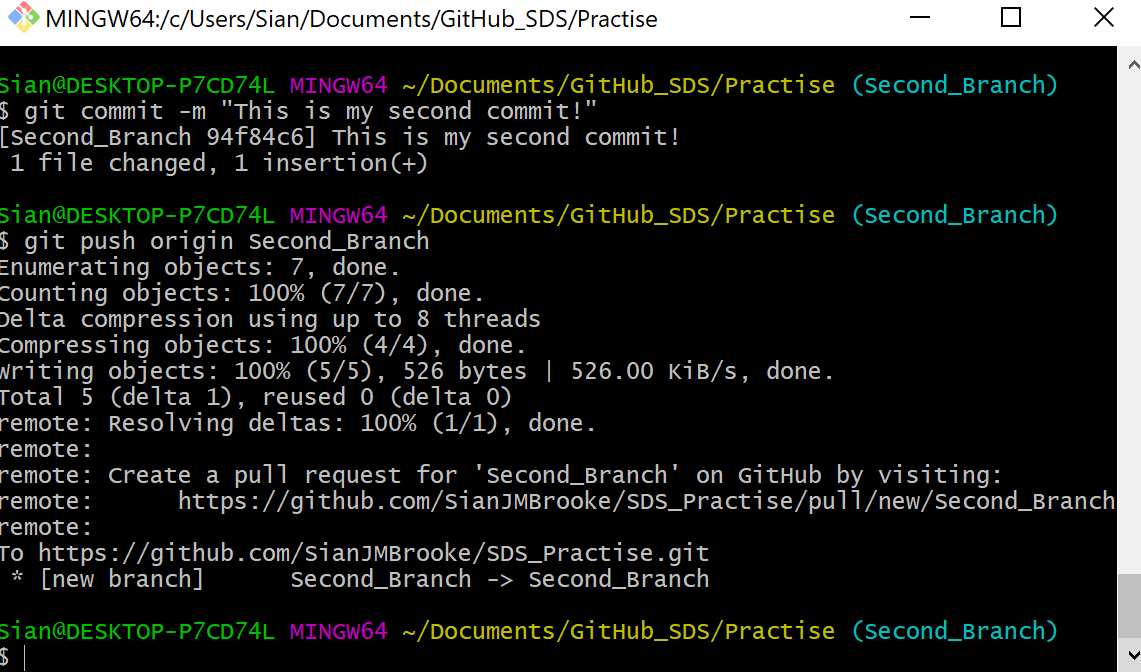 MINGW64:/c/Users/Sian/Documents/GitHub_SDS/Practise
Sian@DESKTOP-P7CD74L MINGW64 ~/Documents/GitHub_SDS/Practise (Second_Branch)
$ git commit -m "This is my second commit!"
[Second_Branch 94f84c6] This is my second commit!
 1 file changed, 1 insertion(+)
Sian@DESKTOP-P7CD74L MINGW64 ~/Documents/GitHub_SDS/Practise (Second_Branch)
$ git push origin Second_Branch
Enumerating objects: 7, done.
Counting objects: 100% (7/7), done.
Delta compression using up to 8 threads
Compressing objects: 100% (4/4), done.
Writing objects: 100% (5/5), 526 bytes | 526.00 KiB/s, done.
Total 5 (delta 1), reused 0 (delta 0)
remote: Resolving deltas: 100% (1/1), done.
remote:
remote: Create a pull request for 'Second_Branch' on GitHub by visiting:
remote:      https://github.com/SianJMBrooke/SDS_Practise/pull/new/Second_Branch
remote:
To https://github.com/SianJMBrooke/SDS_Practise.git
 * [new branch]      Second_Branch -> Second_Branch
Sian@DESKTOP-P7CD74L MINGW64 ~/Documents/GitHub_SDS/Practise (Second_Branch)
$